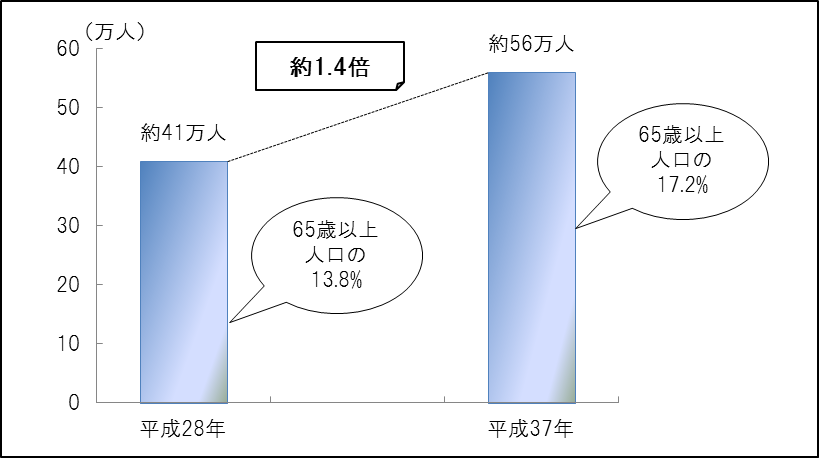 （万人）
60
50
40
30
20
10
0
約1.4倍
約41万人
約56万人
65歳以上
人口の
13.8%
65歳以上
人口の
17.2%
平成28年
平成37年